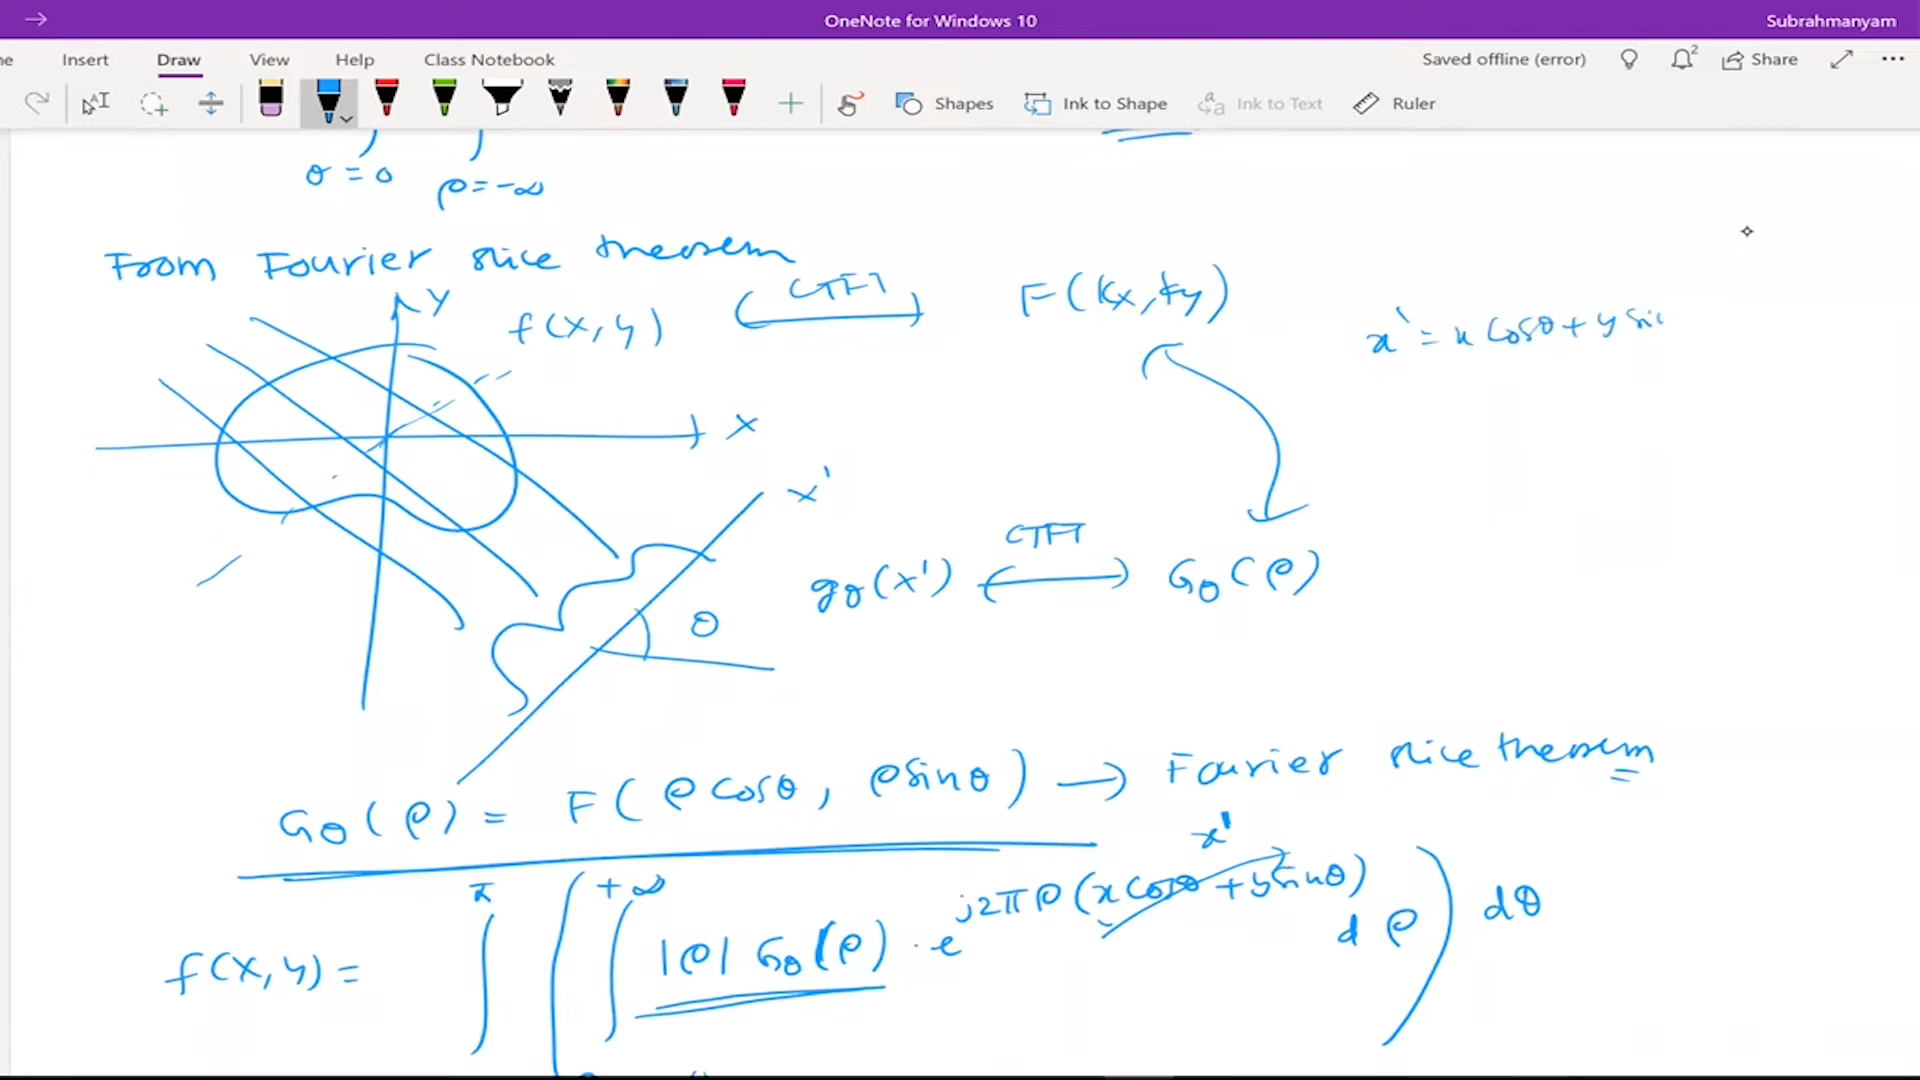 OneNote for Windows 10
Subrahmanyam
Insert Draw View Help Class Notebook
Saved offline (error) 2 Share
Shapes Ink to Shape Ink to Text Ruler
θ = 0 ρ = -∞
From Fourier slice theorem
y f(x,y) CTFT F(kx,ky)
x' = x cosθ + y si
x
x'
CTFT
gθ(x') Gθ(ρ)
θ
Gθ(ρ) = F(ρcosθ, ρsinθ) → Fourier slice theorem
x'
π +∞
f(x,y) = ∫ ( ∫ |ρ| Gθ(ρ) · e^{j2πρ(x cosθ + y sinθ)} dρ ) dθ